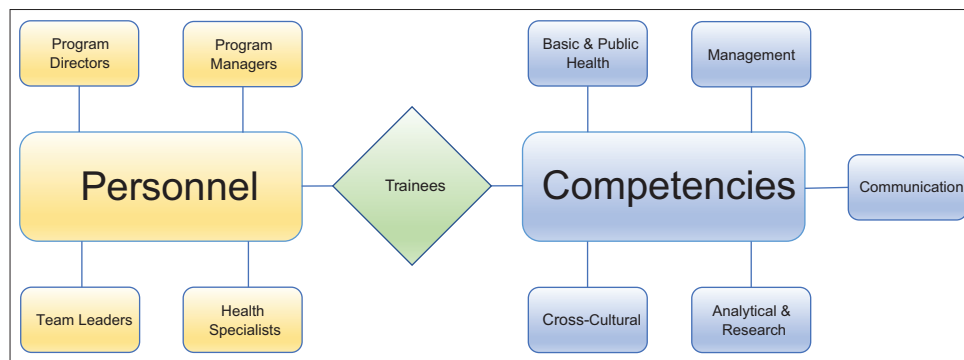 Program
Directors
Program
Managers
Basic & Public
Health
Management
Personnel
Trainees
Competencies
Communication
Team Leaders
Health
Specialists
Cross-Cultural
Analytical &
Research